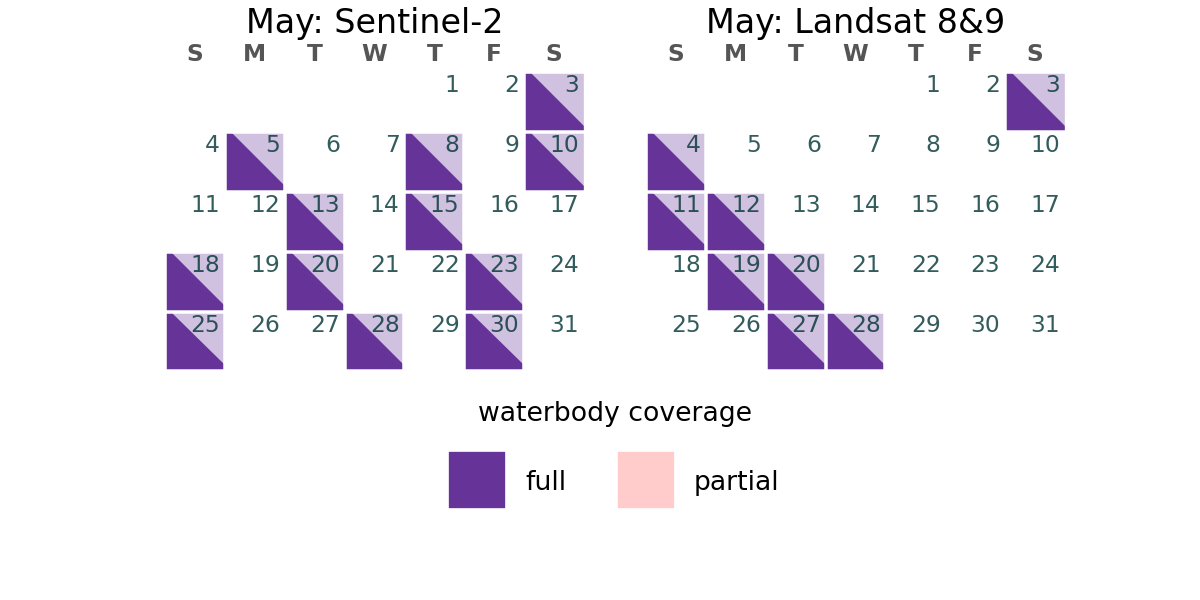 May: Sentinel-2
S M T W T F S
1 2 3
4 5 6 7 8 9 10
11 12 13 14 15 16 17
18 19 20 21 22 23 24
25 26 27 28 29 30 31
May: Landsat 8&9
S M T W T F S
1 2 3
4 5 6 7 8 9 10
11 12 13 14 15 16 17
18 19 20 21 22 23 24
25 26 27 28 29 30 31
waterbody coverage
full partial